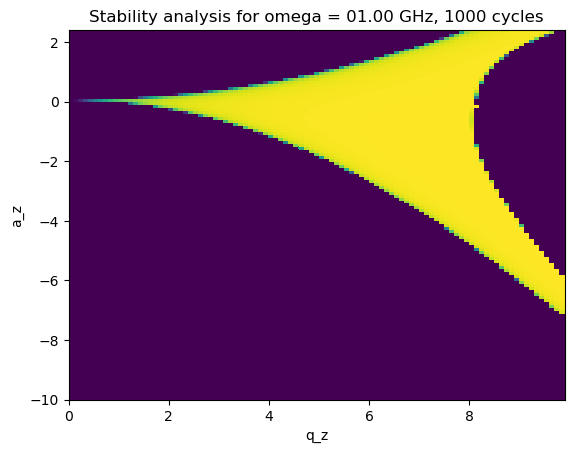 Stability analysis for omega = 01.00 GHz, 1000 cycles
2
0
−2
−4
−6
−8
−10
a_z
0 2 4 6 8
q_z